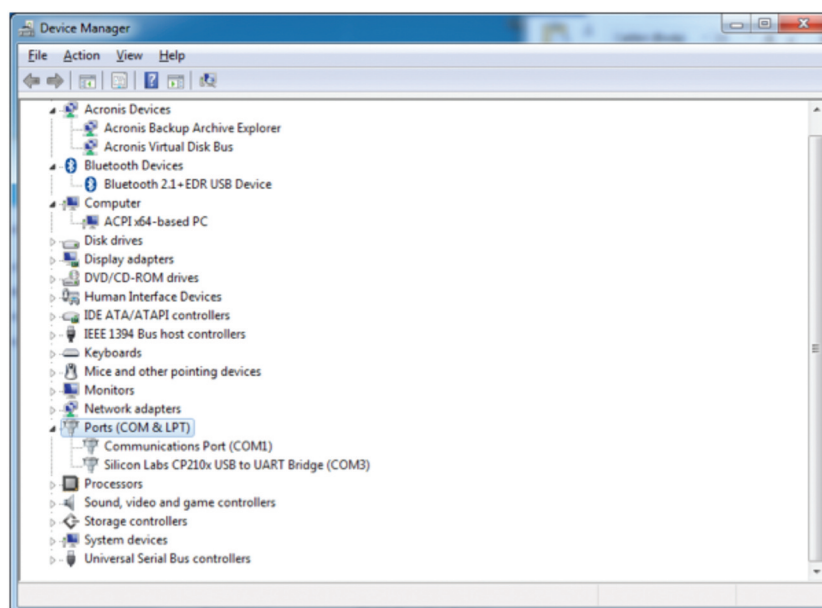 Device Manager
File Action View Help
Acronis Devices
Acronis Backup Archive Explorer
Acronis Virtual Disk Bus
Bluetooth Devices
Bluetooth 2.1+EDR USB Device
Computer
ACPI x64-based PC
Disk drives
Display adapters
DVD/CD-ROM drives
Human Interface Devices
IDE ATA/ATAPI controllers
IEEE 1394 Bus host controllers
Keyboards
Mice and other pointing devices
Monitors
Network adapters
Ports (COM & LPT)
Communications Port (COM1)
Silicon Labs CP210x USB to UART Bridge (COM3)
Processors
Sound, video and game controllers
Storage controllers
System devices
Universal Serial Bus controllers